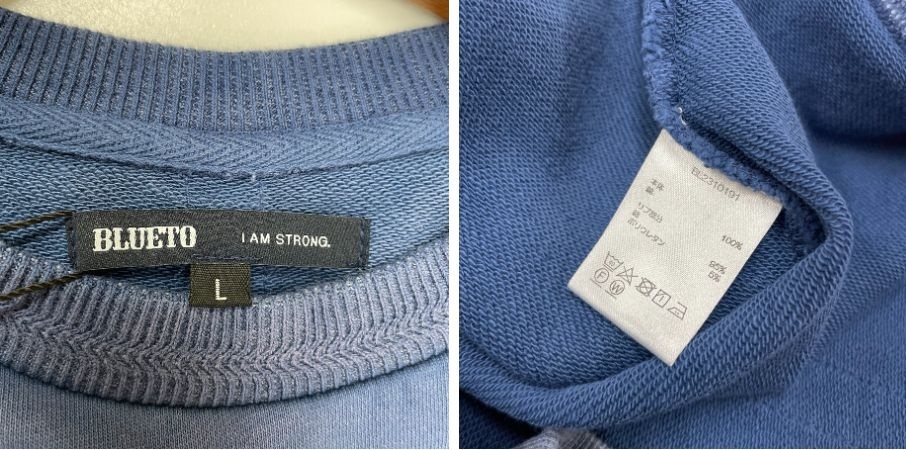 BLUETO
I AM STRONG.
L
BL2310191
本体
綿 100%
リブ部分
綿 95%
ポリウレタン 5%
F W